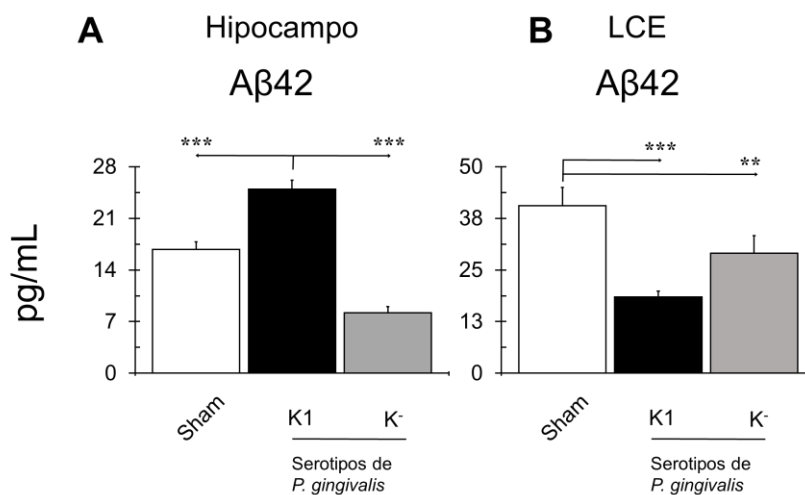 A
Hipocampo
Aβ42
pg/mL
***
***
28
21
14
7
0
Sham
K1
K-
Serotipos de
P. gingivalis
B
LCE
Aβ42
***
**
50
38
25
13
0
Sham
K1
K-
Serotipos de
P. gingivalis